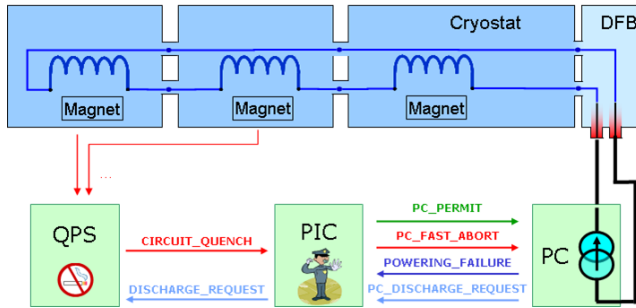 Cryostat
DFB
Magnet
Magnet
Magnet
...
QPS
CIRCUIT_QUENCH
DISCHARGE_REQUEST
PIC
PC_PERMIT
PC_FAST_ABORT
POWERING_FAILURE
PC_DISCHARGE_REQUEST
PC